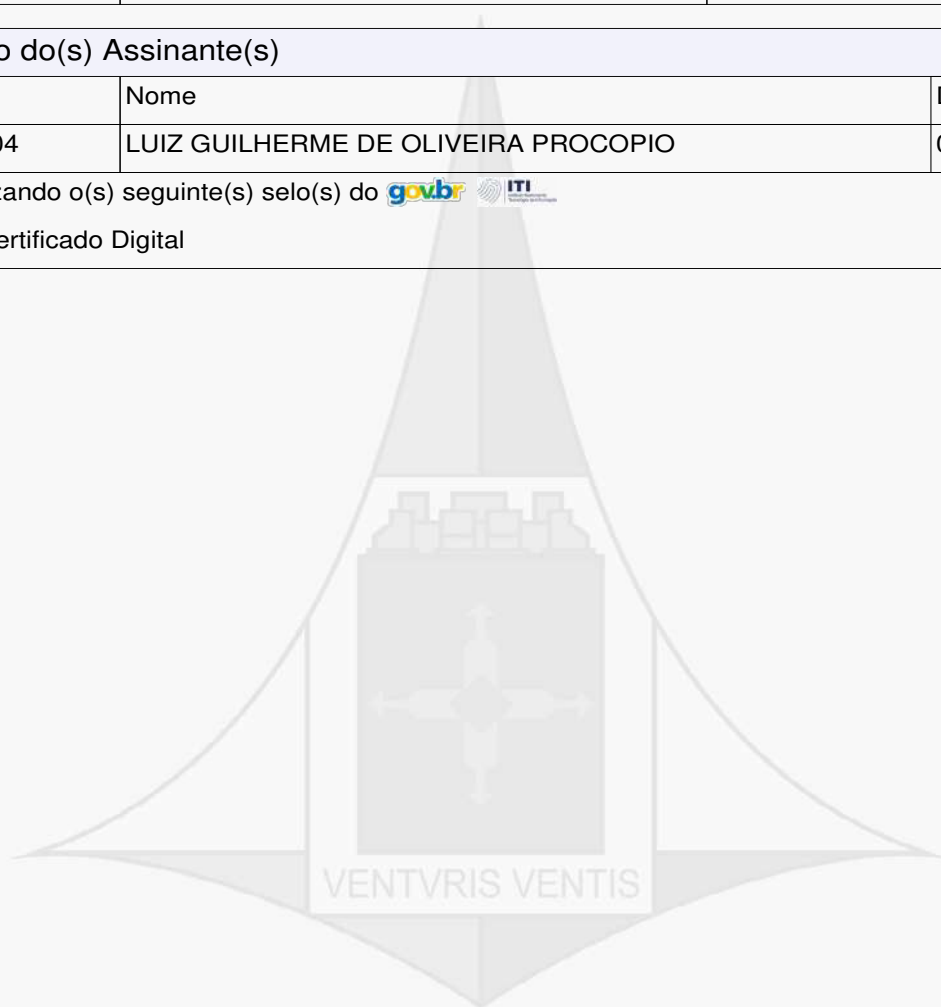 o do(s) Assinante(s)
Nome
04 LUIZ GUILHERME DE OLIVEIRA PROCOPIO
zando o(s) seguinte(s) selo(s) do gov.br ITI
ertificado Digital
VENTVRIS VENTIS